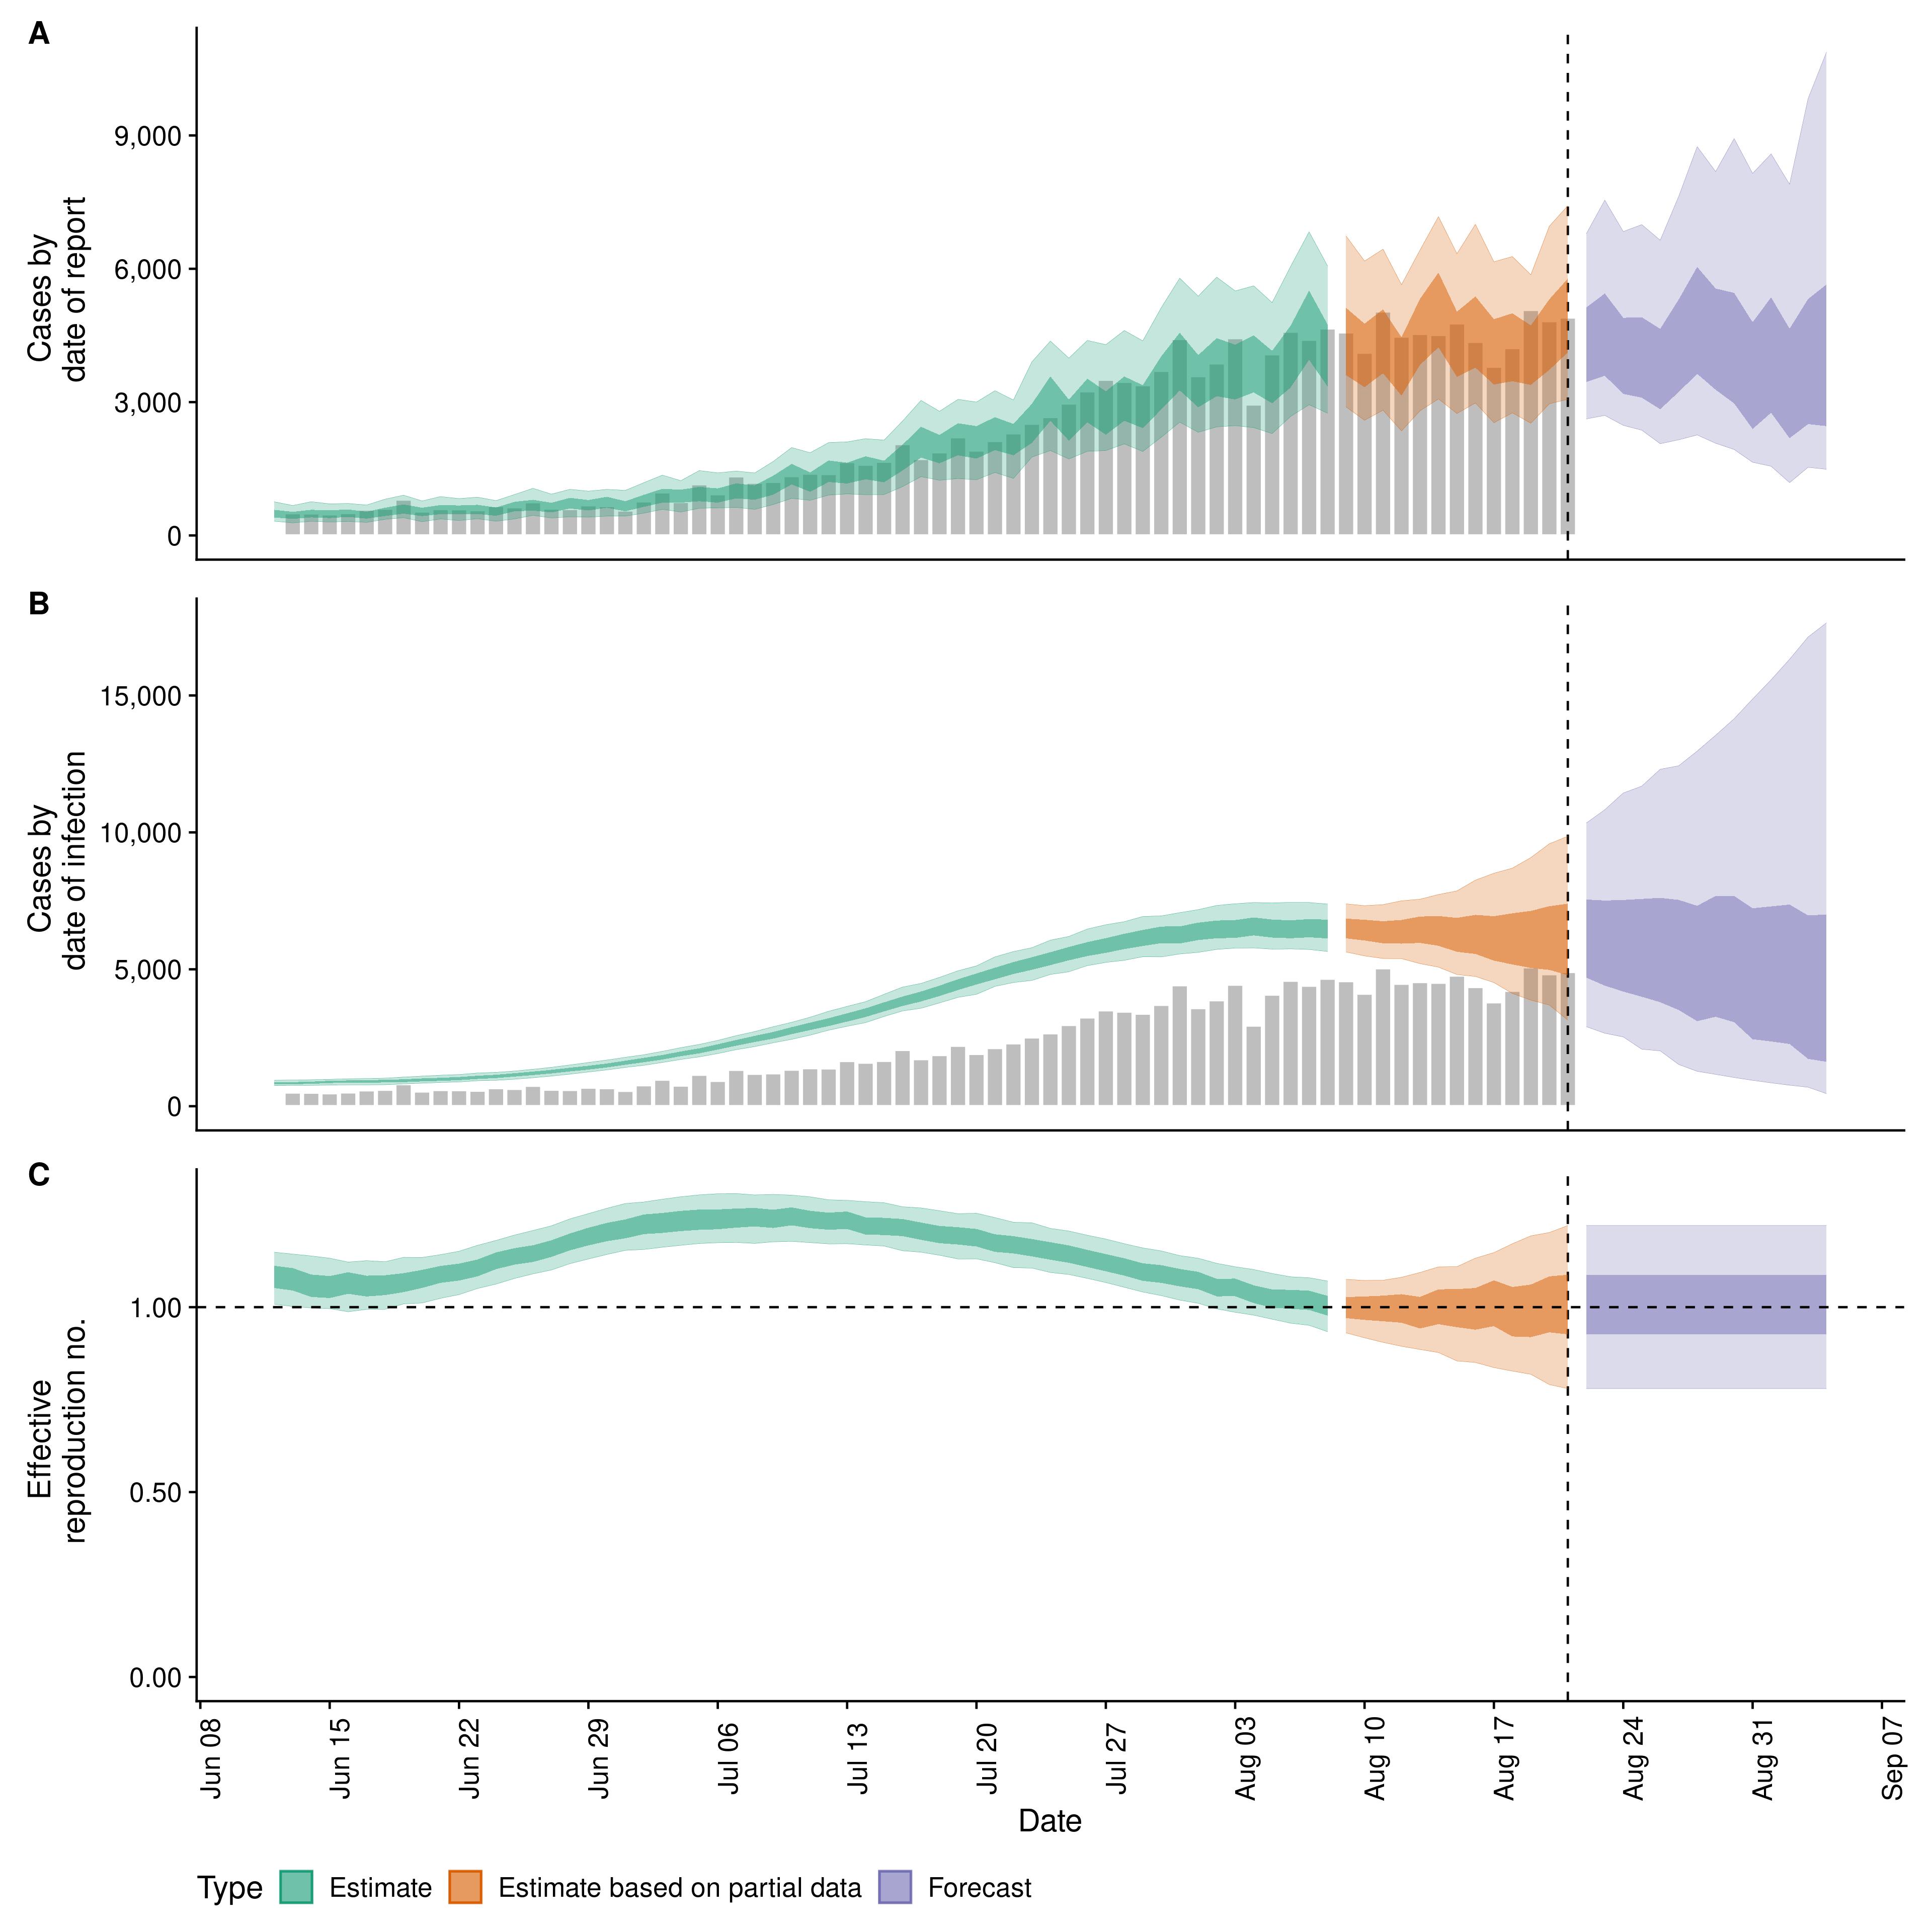 A
Cases by
date of report
9,000
6,000
3,000
0
B
Cases by
date of infection
15,000
10,000
5,000
0
C
Effective
reproduction no.
1.00
0.50
0.00
Jun 08
Jun 15
Jun 22
Jun 29
Jul 06
Jul 13
Jul 20
Jul 27
Aug 03
Aug 10
Aug 17
Aug 24
Aug 31
Sep 07
Date
Type Estimate Estimate based on partial data Forecast